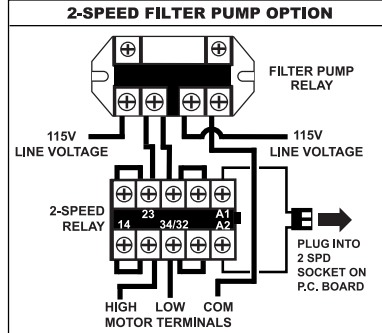 2-SPEED FILTER PUMP OPTION
FILTER PUMP
RELAY
115V
LINE VOLTAGE
115V
LINE VOLTAGE
2-SPEED
RELAY
23
A1
14
34/32
A2
PLUG INTO
2 SPD
SOCKET ON
P.C. BOARD
HIGH LOW COM
MOTOR TERMINALS